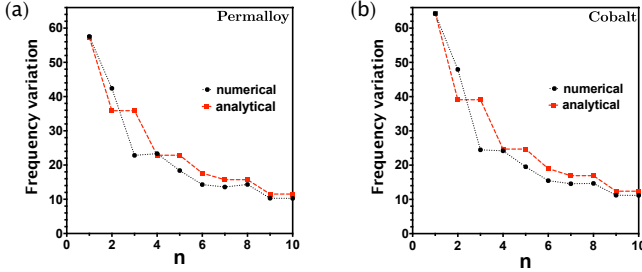 (a)
Permalloy
Frequency variation
60
50
40
30
20
10
0
numerical
analytical
0 2 4 6 8 10
n
(b)
Cobalt
Frequency variation
60
50
40
30
20
10
0
numerical
analytical
0 2 4 6 8 10
n